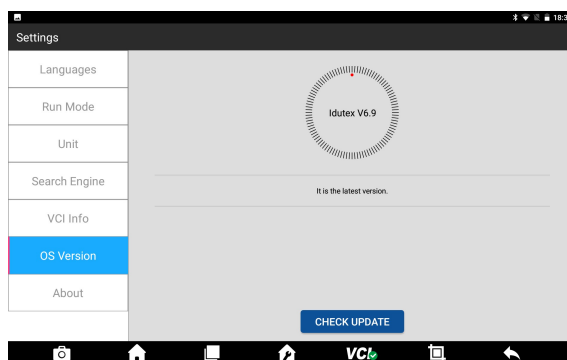 18:3
Settings
Languages
Run Mode
Unit
Search Engine
VCI Info
OS Version
About
Idutex V6.9
It is the latest version.
CHECK UPDATE
VCI